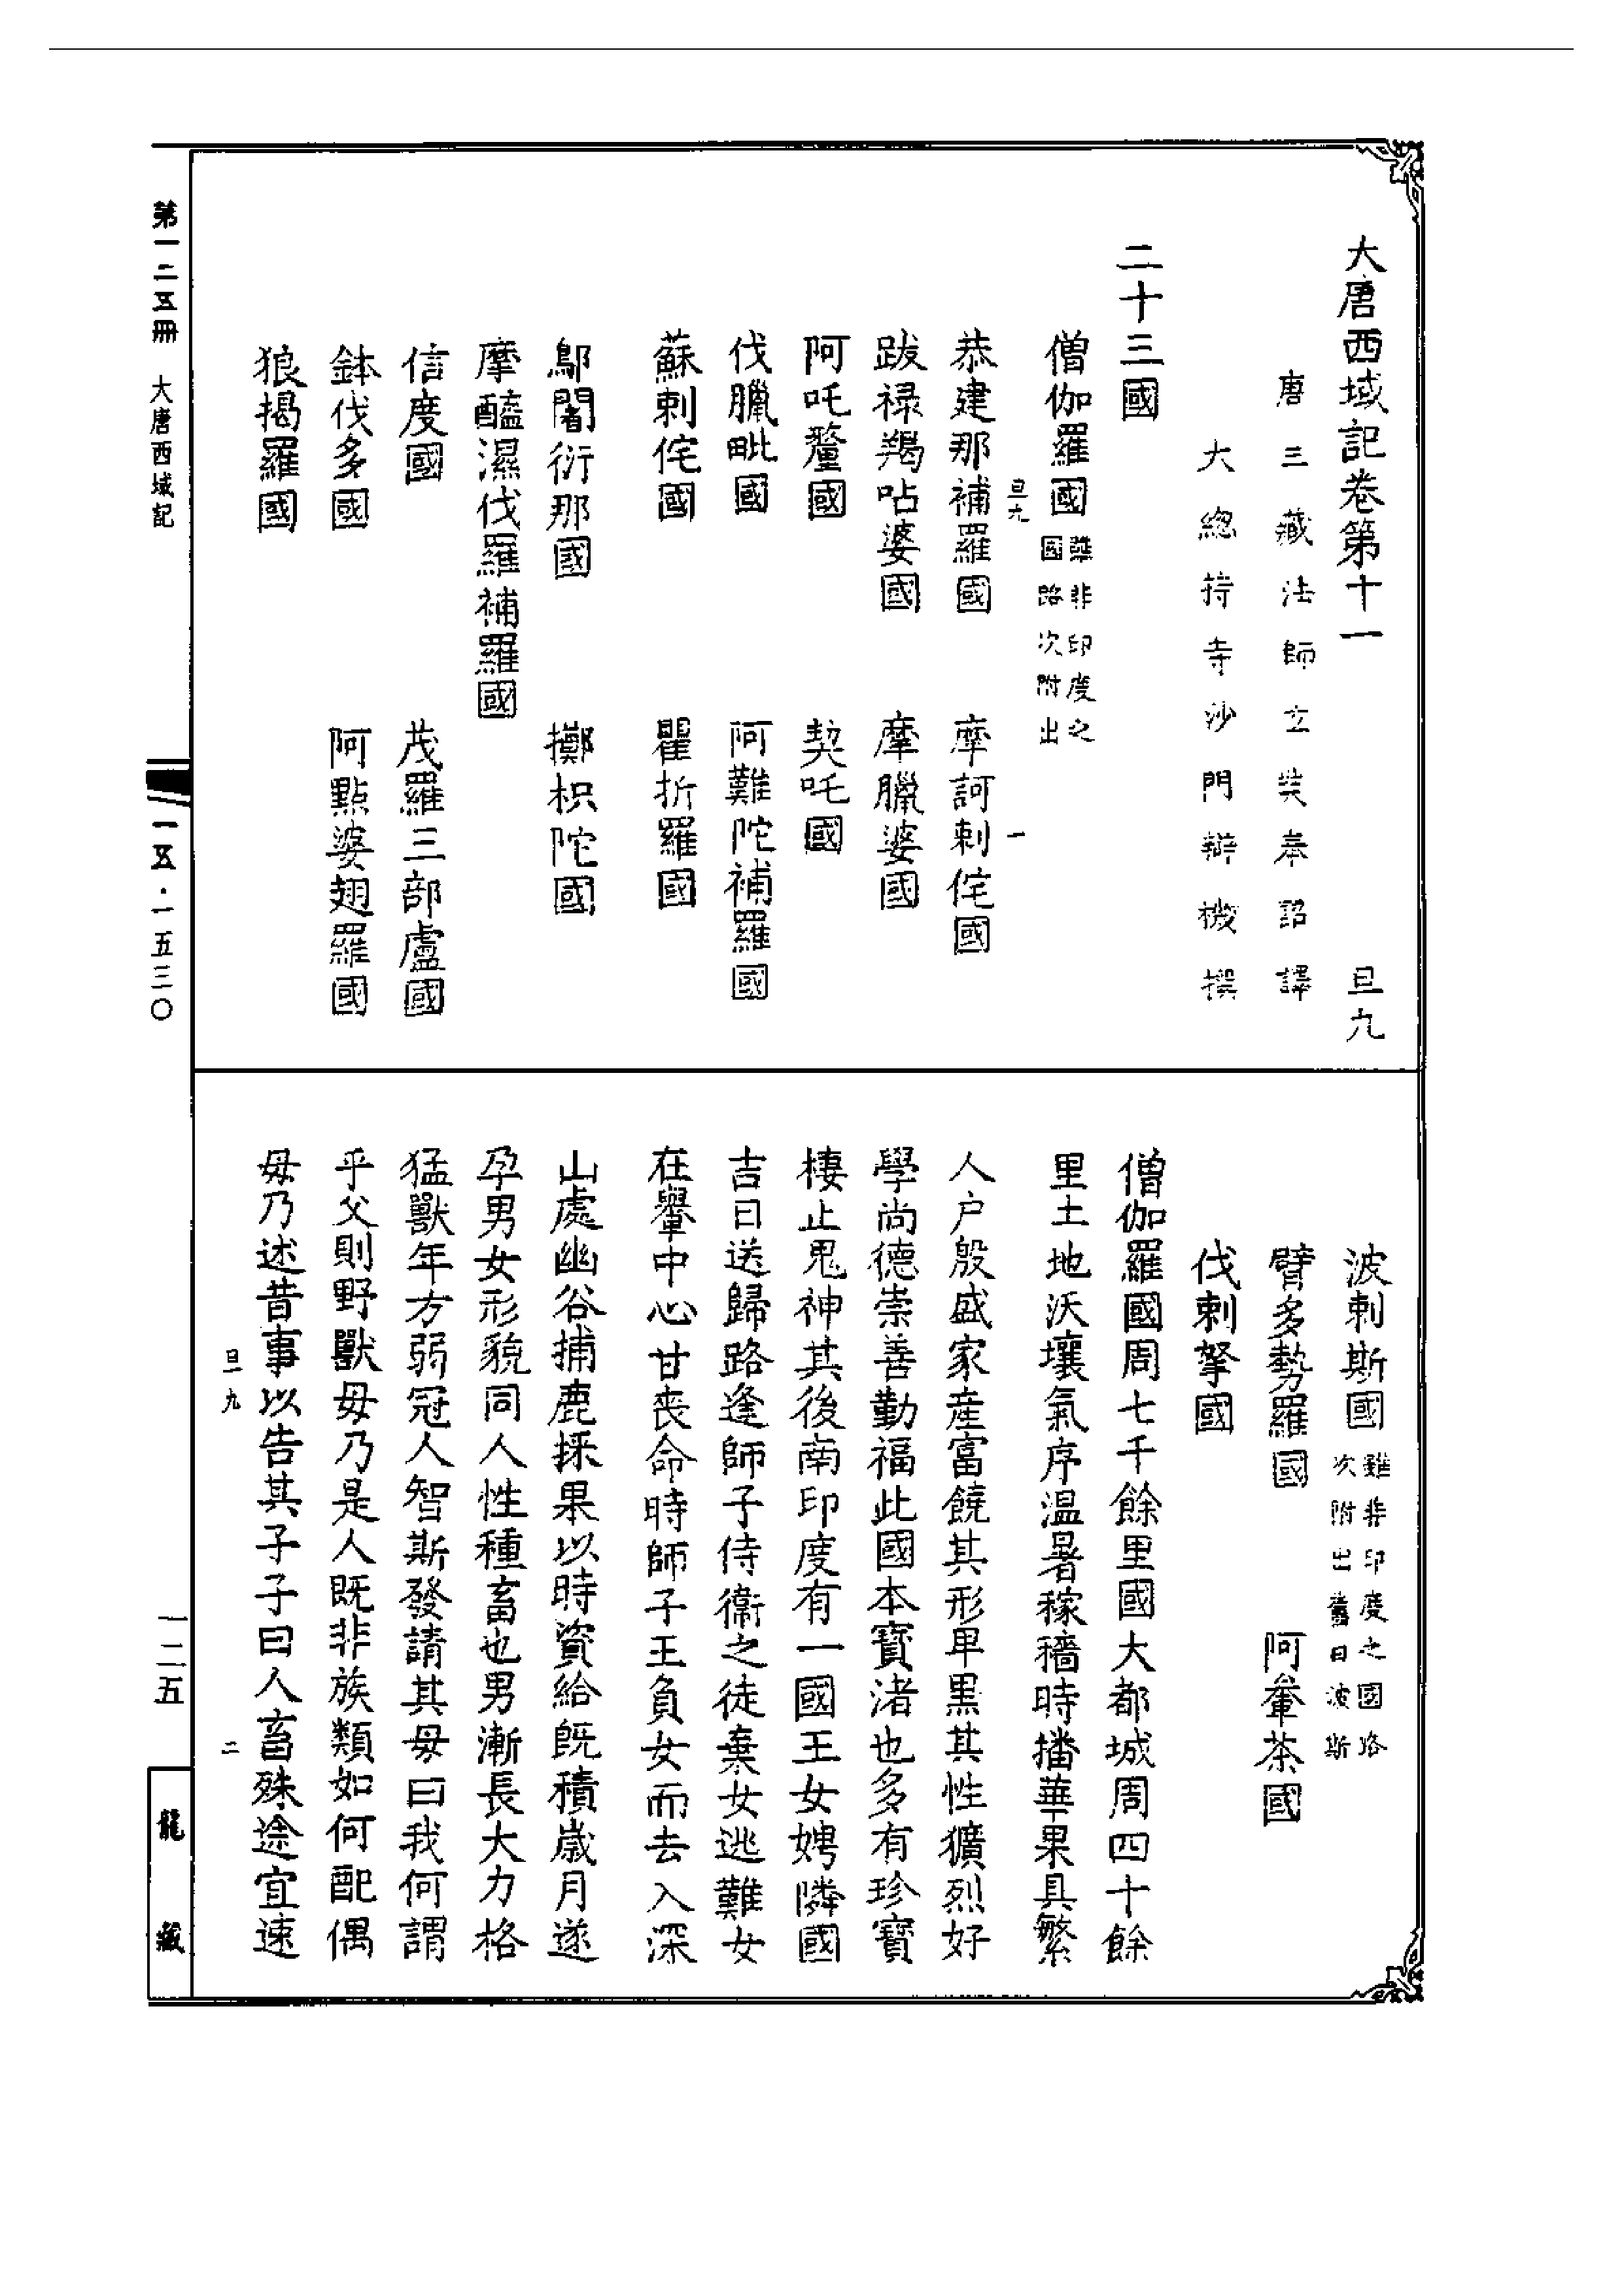 大唐西域記卷第十一 旦九
唐三藏法師玄奘奉詔譯
大總持寺沙門辯機撰
二十三國
僧伽羅國 雖非印度之國路次附出
旦九 一
恭建那補羅國 摩訶剌侘國
跋祿羯呫婆國 摩臘婆國
阿吒釐國 契吒國
伐臘毗國 阿難陀補羅國
蘇剌侘國 瞿折羅國
鄔闍衍那國 擲枳陀國
摩醯濕伐羅補羅國
信度國 茂羅三部盧國
鉢伐多國 阿點婆翅羅國
狼揭羅國
波剌斯國 雖非印度之國路次附出舊曰波斯
臂多勢羅國 阿軬荼國
伐剌拏國
僧伽羅國周七千餘里國大都城周四十餘
里土地沃壤氣序溫暑稼穡時播華果具繁
人戶殷盛家產富饒其形卑黑其性獷烈好
學尚德崇善勤福此國本寶渚也多有珍寶
棲止鬼神其後南印度有一國王女娉隣國
吉日送歸路逢師子侍衞之徒棄女逃難女
在轝中心甘喪命時師子王負女而去入深
山處幽谷捕鹿採果以時資給旣積歲月遂
孕男女形貌同人性種畜也男漸長大力格
猛獸年方弱冠人智斯發請其母曰我何謂
乎父則野獸母乃是人既非族類如何配偶
母乃述昔事以告其子子曰人畜殊途宜速
旦九 二
第一二五冊 大唐西域記
一五·一五三〇
一二五
龍藏